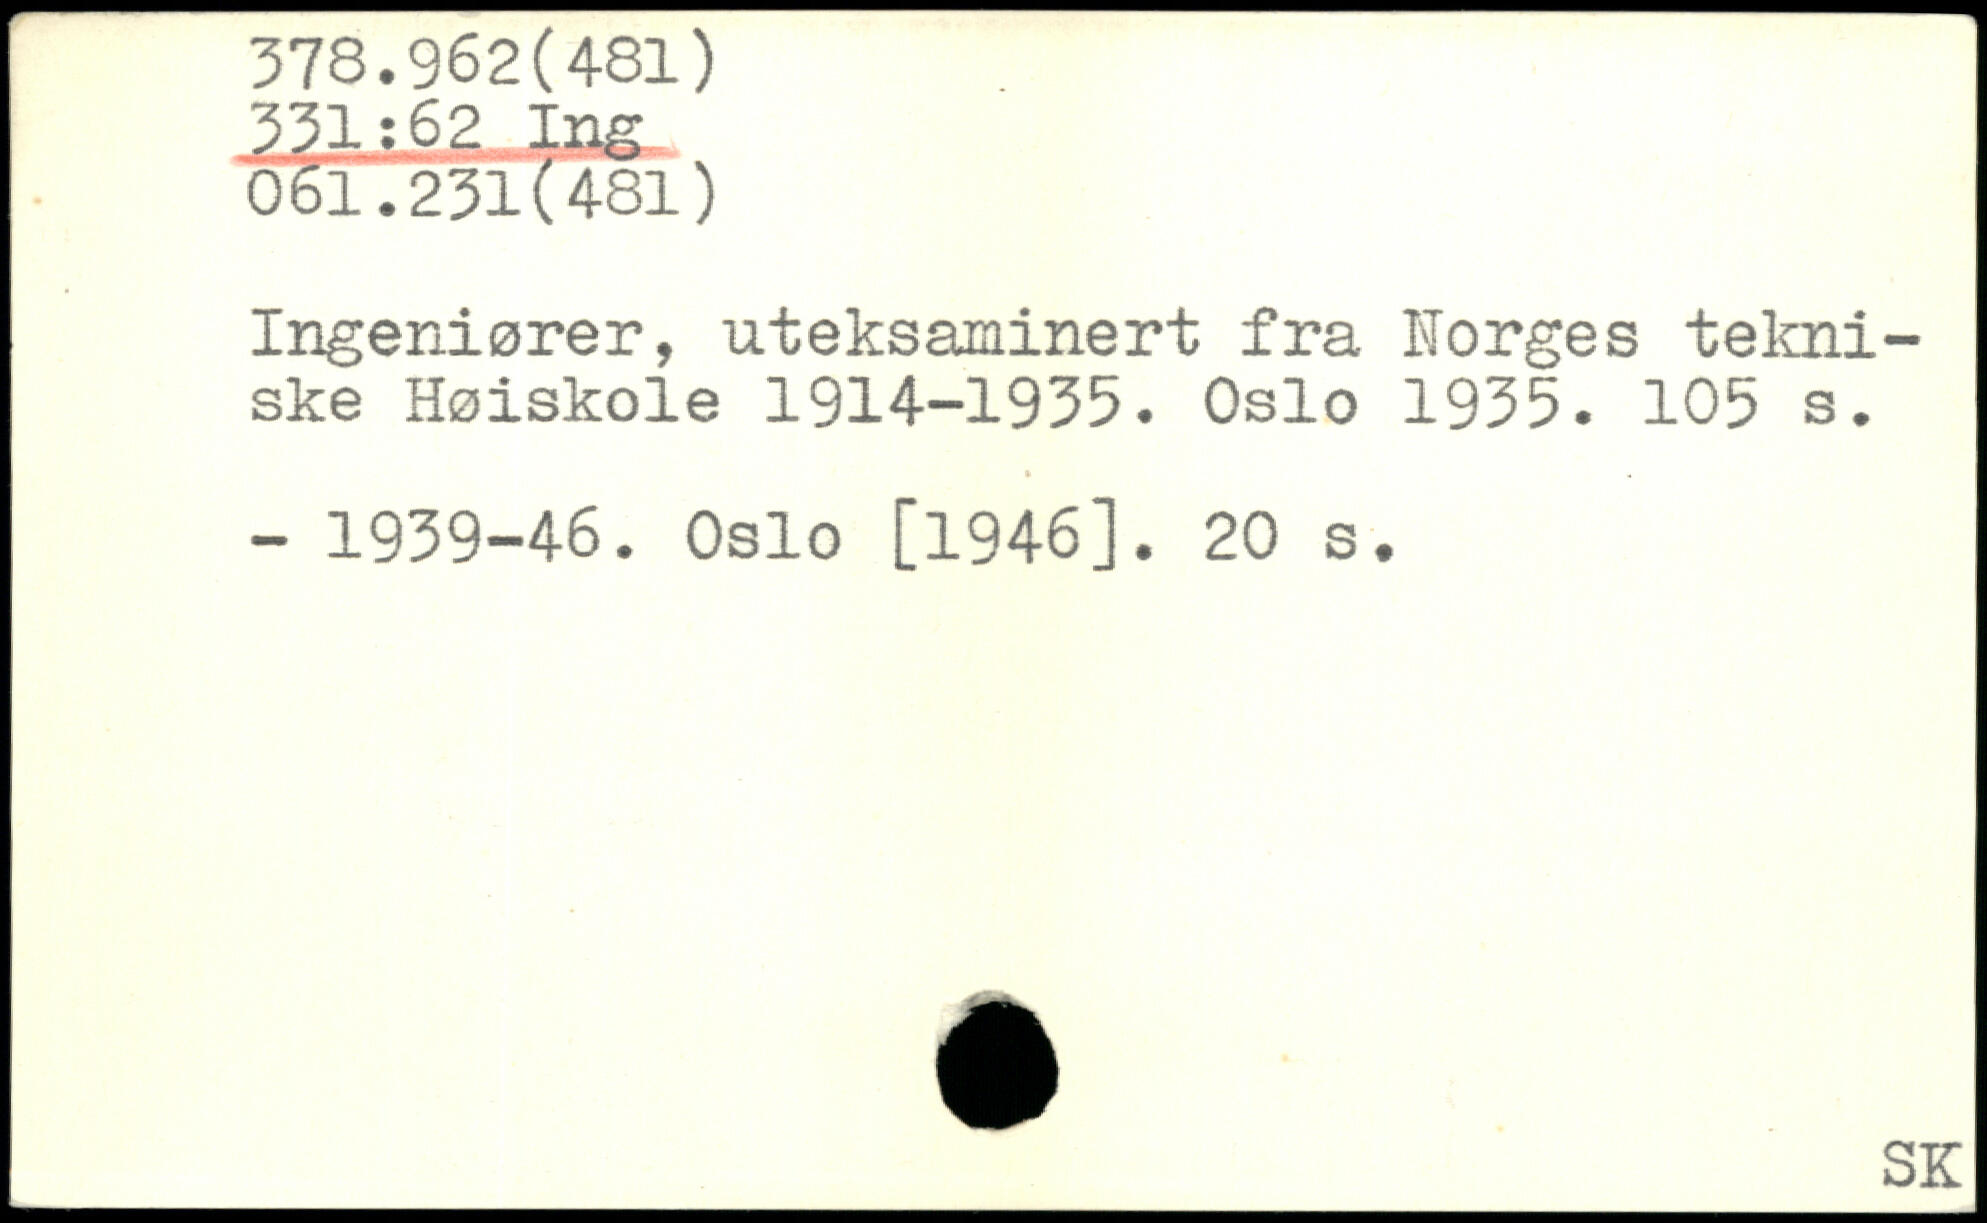 378.962(481)
331:62 Ing
061.231(481)
Ingeniører, uteksaminert fra Norges tekni-
ske Høiskole 1914-1935. Oslo 1935. 105 s.
- 1939-46. Oslo [1946]. 20 s.
SK